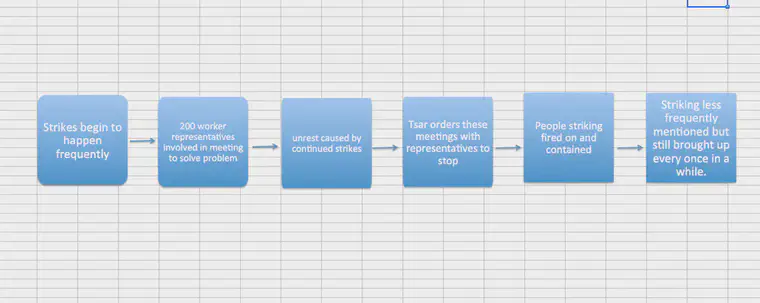 Strikes begin to
happen
frequently
200 worker
representatives
Involved in meeting
to solve problem
unrest caused by
continued strikes
Tsar orders these
meetings with
representatives to
stop
People striking
fired on and
contained
Striking less
frequently
mentioned but
still brought up
every once in a
while.